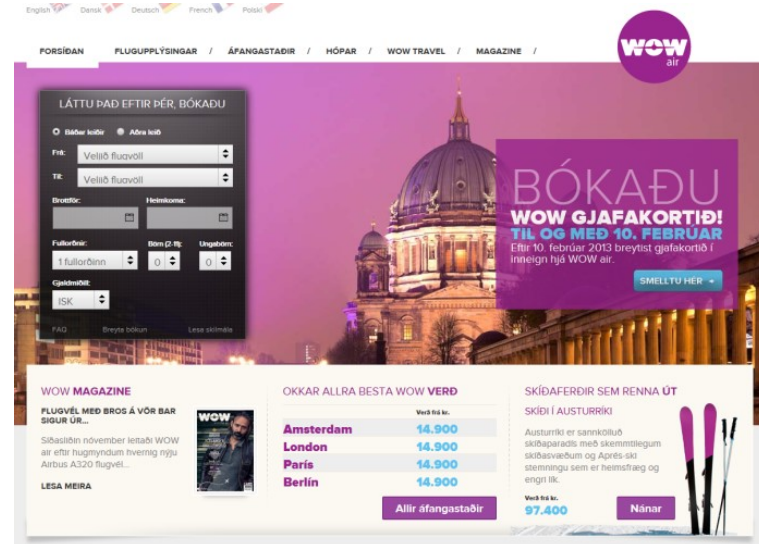 English
Dansk
Deutsch
French
Polski
FORSÍÐAN
FLUGUPPLÝSINGAR /
ÁFANGASTAÐIR /
HÓPAR /
WOW TRAVEL /
MAGAZINE /
WOW
air
LÁTTU ÞAÐ EFTIR ÞÉR, BÓKAÐU
Báðar leiðir
Aðra leið
Frá:
Veljið flugvöll
Til:
Veljið flugvöll
Brottför:
Heimkoma:
Fullorðnir:
Börn (2-11):
Ungabörn:
1 fullorðinn
0
0
Gjaldmiðill:
ISK
FAQ
Breyta bókun
Lesa skilmála
BÓKAÐU
WOW GJAFAKORTIÐ!
TIL OG MEÐ 10. FEBRÚAR
Eftir 10. febrúar 2013 breytist gjafakortið í
inneign hjá WOW air.
SMELLTU HÉR
WOW MAGAZINE
FLUGVÉL MEÐ BROS Á VÖR BAR
SIGUR ÚR...
Síðastliðin nóvember leitaði WOW
air eftir hugmyndum hvernig nýju
Airbus A320 flugvél...
LESA MEIRA
WOW
OKKAR ALLRA BESTA WOW VERÐ
Verð frá kr.
Amsterdam 14.900
London 14.900
París 14.900
Berlín 14.900
Allir áfangastaðir
SKÍÐAFERÐIR SEM RENNA ÚT
SKÍÐI Í AUSTURRÍKI
Austurríki er sannkölluð
skíðaparadís með skemmtilegum
skíðasvæðum og Aprés-ski
stemningu sem er heimsfræg og
engri lík.
Verð frá kr.
97.400
Nánar